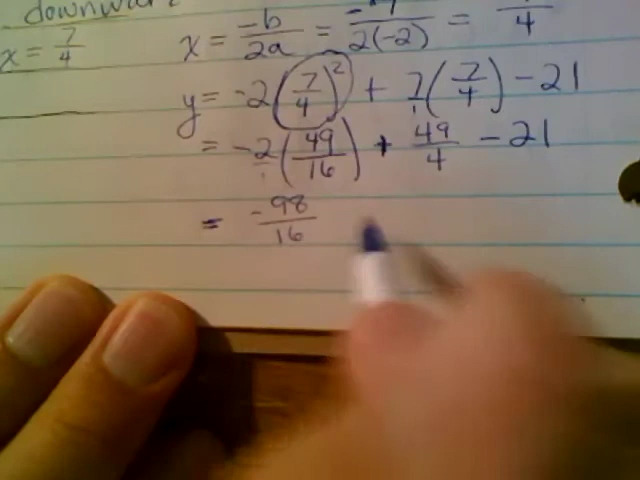 downward
x = 7/4
x = -b/2a = -7/2(-2) = 7/4
y = -2(7/4)² + 7(7/4) - 21
= -2(49/16) + 49/4 - 21
= -98/16